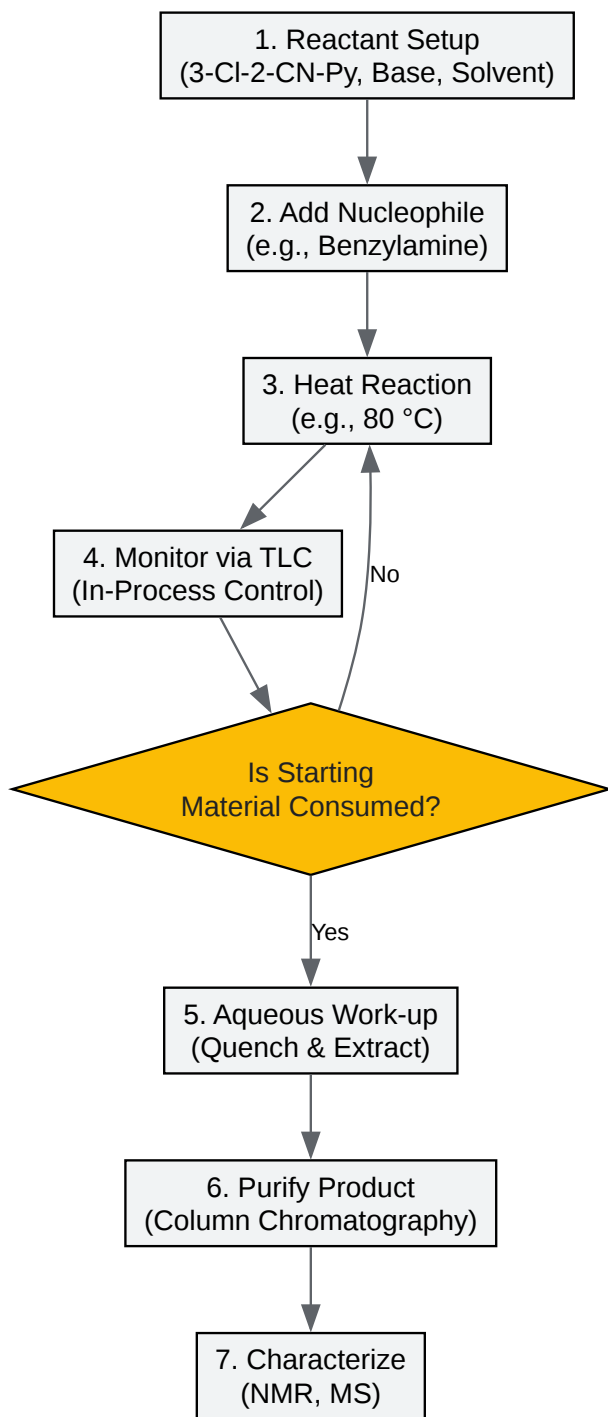 1. Reactant Setup
(3-Cl-2-CN-Py, Base, Solvent)
2. Add Nucleophile
(e.g., Benzylamine)
3. Heat Reaction
(e.g., 80 °C)
4. Monitor via TLC
(In-Process Control)
No
Is Starting
Material Consumed?
Yes
5. Aqueous Work-up
(Quench & Extract)
6. Purify Product
(Column Chromatography)
7. Characterize
(NMR, MS)